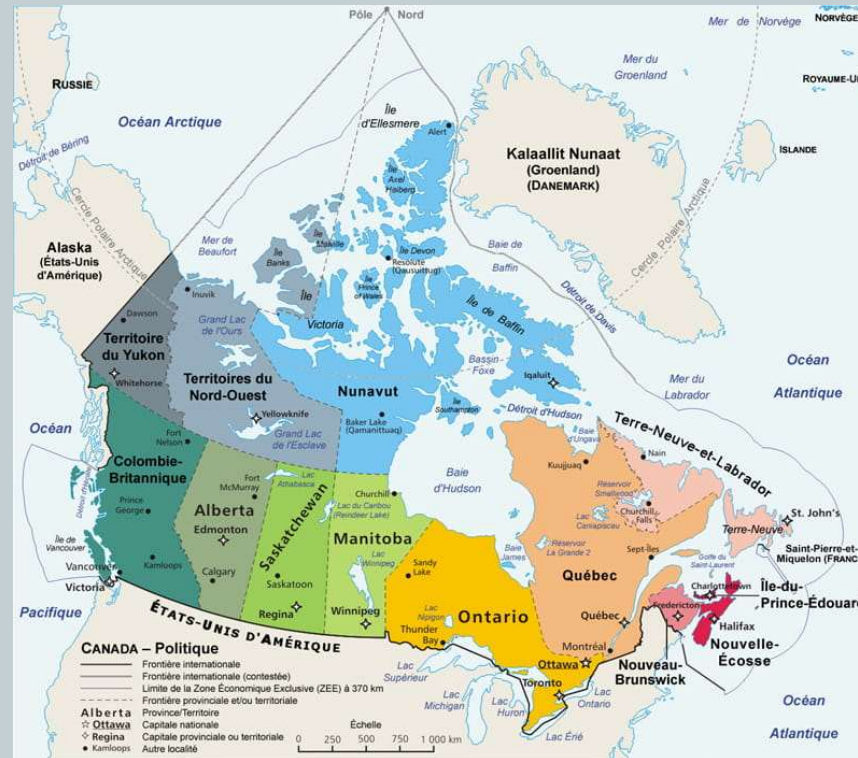 Pôle Nord
Mer de Norvège
NORVÈGE
Mer du
Groenland
ROYAUME-UN
RUSSIE
Océan Arctique
Île
d'Ellesmere
Alert
ISLANDE
Détroit de Béring
Kalaallit Nunaat
(Groenland)
(DANEMARK)
Île
Axel
Heiberg
Cercle Polaire Arctique
Cercle Polaire Arctique
Alaska
(États-Unis
d'Amérique)
Mer de
Beaufort
Île
Melville
Île Devon
Baie de
Baffin
Île
Banks
Resolute
(Qausuittuq)
Île
Prince
of Wales
Inuvik
Île
Victoria
Île de Baffin
Détroit de Davis
Dawson
Grand Lac
de l'Ours
Territoire
du Yukon
Whitehorse
Territoires du
Nord-Ouest
Nunavut
Bassin-
Foxe
Iqaluit
Océan
Atlantique
Mer du
Labrador
Yellowknife
Baker Lake
(Qamanittuaq)
Île
Southampton
Détroit d'Hudson
Océan
Fort
Nelson
Grand Lac
de l'Esclave
Baie
d'Ungava
Terre-Neuve-et-Labrador
Nain
Colombie-
Britannique
Fort
McMurray
Lac
Athabasca
Baie
d'Hudson
Kuujjuaq
Prince
George
Alberta
Edmonton
Saskatchewan
Churchill
Lac du Caribou
(Reindeer Lake)
Réservoir
Smallwood
Churchill
Falls
Lac
Caniapiscau
St. John's
Terre-Neuve
Île de
Vancouver
Manitoba
Baie
James
Réservoir
La Grande 2
Sept-Îles
Saint-Pierre-et-
Miquelon (FRANCE
Kamloops
Calgary
Saskatoon
Lac
Winnipeg
Sandy
Lake
Québec
Golfe du
Saint-Laurent
Charlottetown
Île-du-
Prince-Édouard
Vancouver
Victoria
Regina
Winnipeg
Ontario
Québec
Fredericton
Halifax
Pacifique
ÉTATS-UNIS D'AMÉRIQUE
Lac
Nipigon
Thunder
Bay
Montréal
Ottawa
Nouveau-
Brunswick
Nouvelle-
Écosse
Toronto
Lac
Supérieur
Lac
Michigan
Lac
Huron
Lac
Ontario
Lac Érié
Océan
Atlantique
CANADA – Politique
Frontière internationale
Frontière internationale (contestée)
Limite de la Zone Économique Exclusive (ZEE) à 370 km
Frontière provinciale et/ou territoriale
Alberta Province/Territoire
Ottawa Capitale nationale
Regina Capitale provinciale ou territoriale
Kamloops Autre localité
Échelle
0 250 500 1 000 km